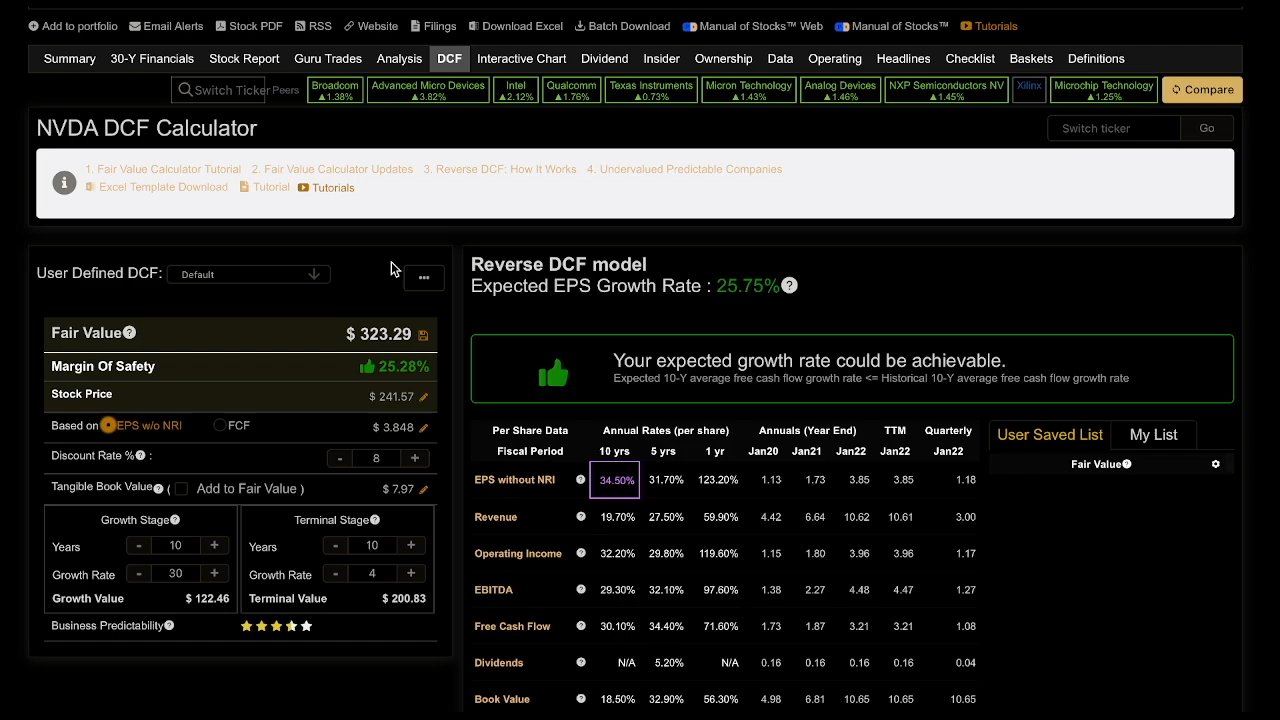 Add to portfolio Email Alerts Stock PDF RSS Website Filings Download Excel Batch Download Manual of Stocks™ Web Manual of Stocks™ Tutorials
Summary 30-Y Financials Stock Report Guru Trades Analysis DCF Interactive Chart Dividend Insider Ownership Data Operating Headlines Checklist Baskets Definitions
Switch Ticker Peers Broadcom ▲1.38% Advanced Micro Devices ▲3.82% Intel ▲2.12% Qualcomm ▲1.76% Texas Instruments ▲0.73% Micron Technology ▲1.43% Analog Devices ▲1.46% NXP Semiconductors NV ▲1.45% Xilinx Microchip Technology ▲1.25% Compare
NVDA DCF Calculator Switch ticker Go
1. Fair Value Calculator Tutorial 2. Fair Value Calculator Updates 3. Reverse DCF: How It Works 4. Undervalued Predictable Companies
Excel Template Download Tutorial Tutorials
User Defined DCF: Default ...
Fair Value $ 323.29
Margin Of Safety 25.28%
Stock Price $ 241.57
Based on EPS w/o NRI FCF $ 3.848
Discount Rate % : - 8 +
Tangible Book Value ( Add to Fair Value ) $ 7.97
Growth Stage Terminal Stage
Years - 10 + Years - 10 +
Growth Rate - 30 + Growth Rate - 4 +
Growth Value $ 122.46 Terminal Value $ 200.83
Business Predictability
Reverse DCF model
Expected EPS Growth Rate : 25.75%
Your expected growth rate could be achievable.
Expected 10-Y average free cash flow growth rate <= Historical 10-Y average free cash flow growth rate
Per Share Data Annual Rates (per share) Annuals (Year End) TTM Quarterly
Fiscal Period 10 yrs 5 yrs 1 yr Jan20 Jan21 Jan22 Jan22 Jan22
EPS without NRI 34.50% 31.70% 123.20% 1.13 1.73 3.85 3.85 1.18
Revenue 19.70% 27.50% 59.90% 4.42 6.64 10.62 10.61 3.00
Operating Income 32.20% 29.80% 119.60% 1.15 1.80 3.96 3.96 1.17
EBITDA 29.30% 32.10% 97.60% 1.38 2.27 4.48 4.47 1.27
Free Cash Flow 30.10% 34.40% 71.60% 1.73 1.87 3.21 3.21 1.08
Dividends N/A 5.20% N/A 0.16 0.16 0.16 0.16 0.04
Book Value 18.50% 32.90% 56.30% 4.98 6.81 10.65 10.65 10.65
User Saved List My List
Fair Value